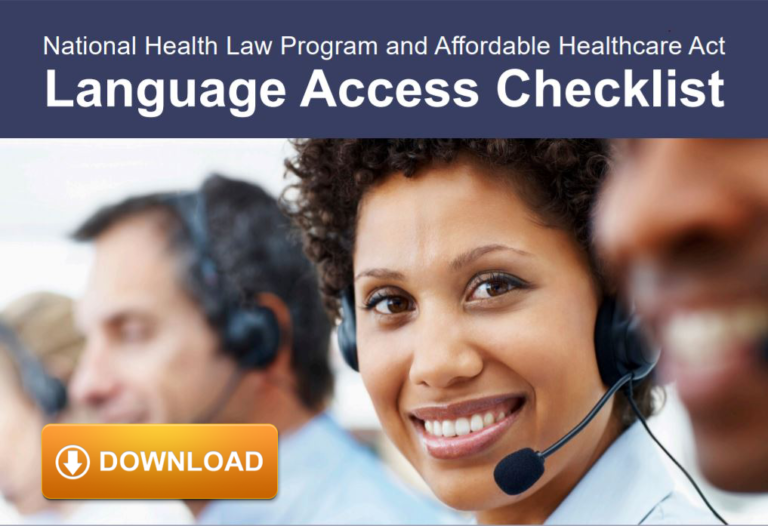 National Health Law Program and Affordable Healthcare Act
Language Access Checklist
DOWNLOAD